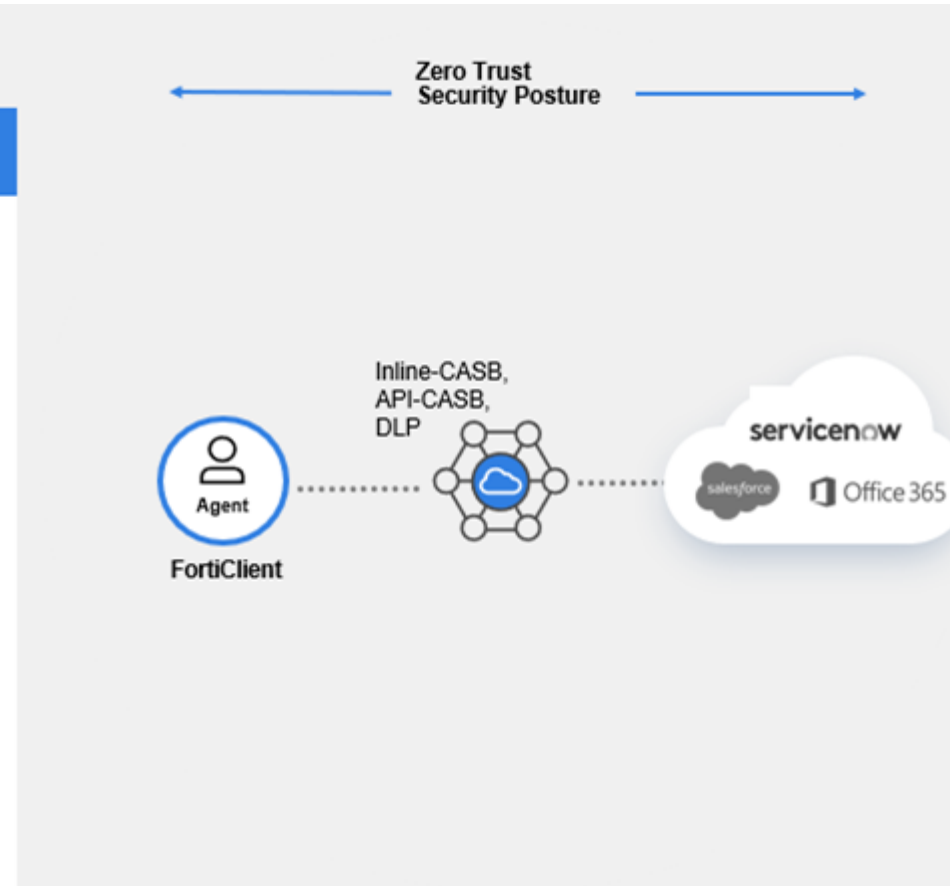 Zero Trust
Security Posture
Inline-CASB,
API-CASB,
DLP
Agent
FortiClient
servicenow
salesforce
Office 365